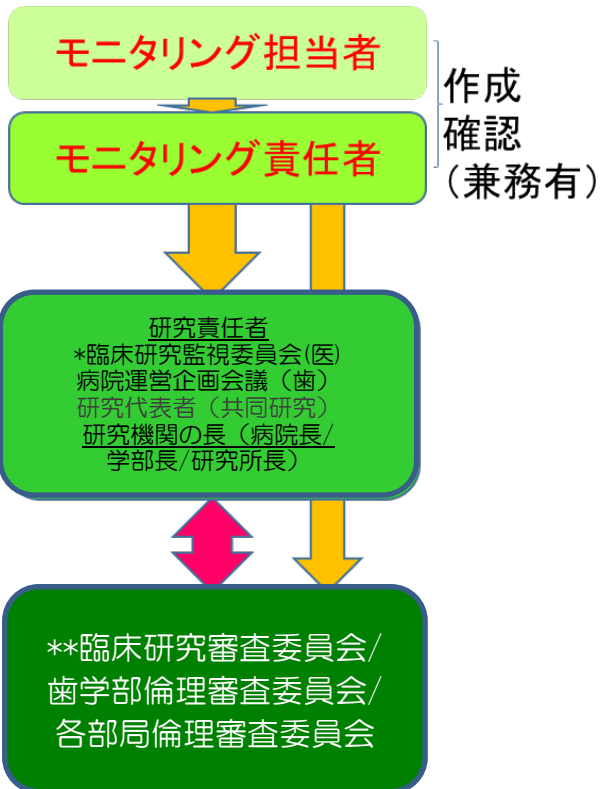 モニタリング担当者
モニタリング責任者
作成
確認
（兼務有）
研究責任者
*臨床研究監視委員会(医)
病院運営企画会議（歯）
研究代表者（共同研究）
研究機関の長（病院長/
学部長/研究所長）
**臨床研究審査委員会/
歯学部倫理審査委員会/
各部局倫理審査委員会